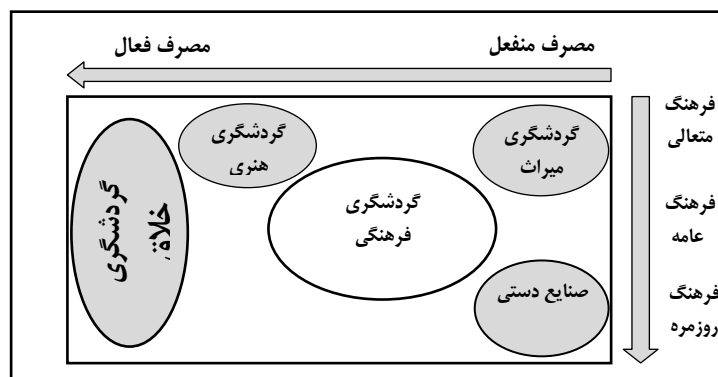 مصرف منفعل
مصرف فعال
فرهنگ
متعالی
فرهنگ
عامه
فرهنگ
روزمره
گردشگری
میراث
گردشگری
هنری
گردشگری
فرهنگی
صنایع دستی
گردشگری
خلاق